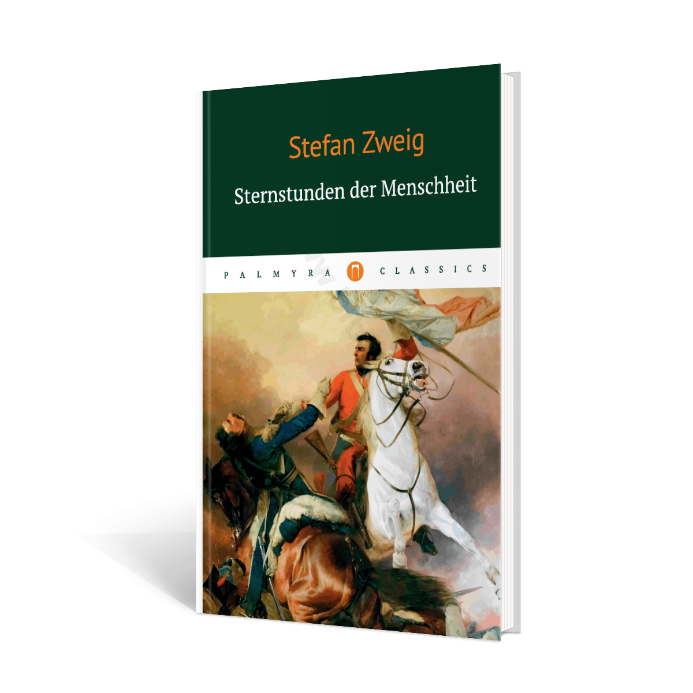 Stefan Zweig
Sternstunden der Menschheit
PALMYRA CLASSICS